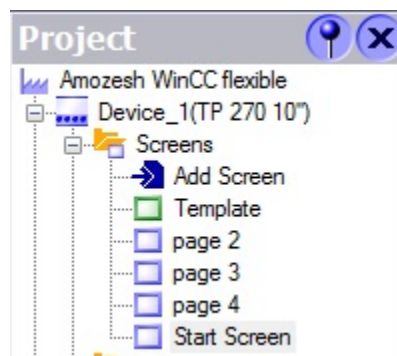 Project
Amozesh WinCC flexible
Device_1(TP 270 10")
Screens
Add Screen
Template
page 2
page 3
page 4
Start Screen